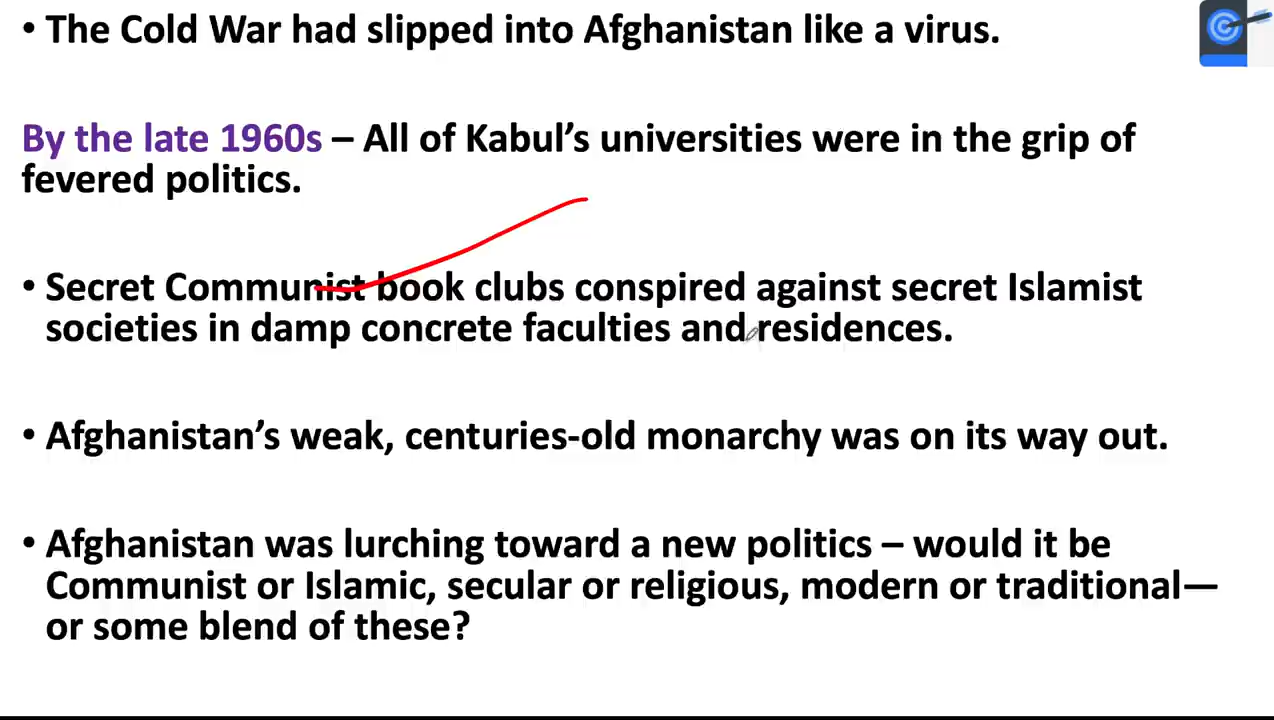 • The Cold War had slipped into Afghanistan like a virus.
By the late 1960s – All of Kabul’s universities were in the grip of
fevered politics.
• Secret Communist book clubs conspired against secret Islamist
societies in damp concrete faculties and residences.
• Afghanistan’s weak, centuries-old monarchy was on its way out.
• Afghanistan was lurching toward a new politics – would it be
Communist or Islamic, secular or religious, modern or traditional—
or some blend of these?